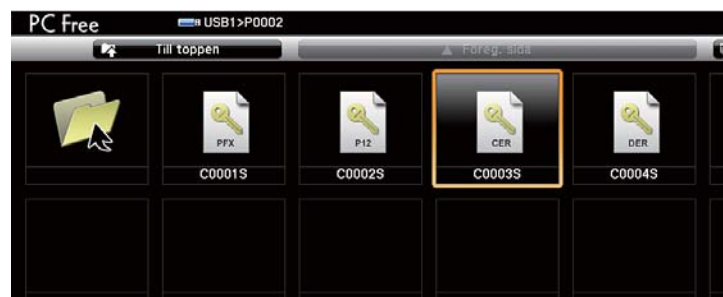 PC Free USB1>P0002
Till toppen ▲ Föreg. sida
PFX P12 CER DER
C0001S C0002S C0003S C0004S